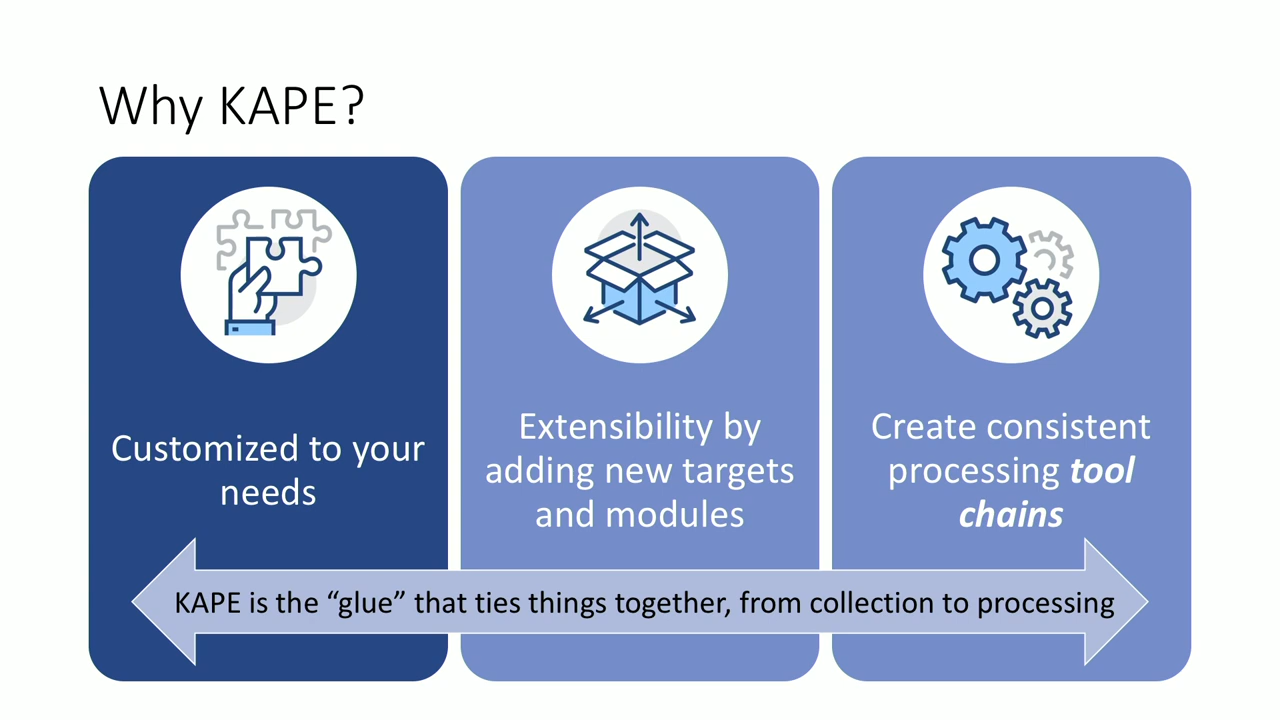 Why KAPE?
Customized to your
needs
Extensibility by
adding new targets
and modules
Create consistent
processing tool
chains
KAPE is the “glue” that ties things together, from collection to processing